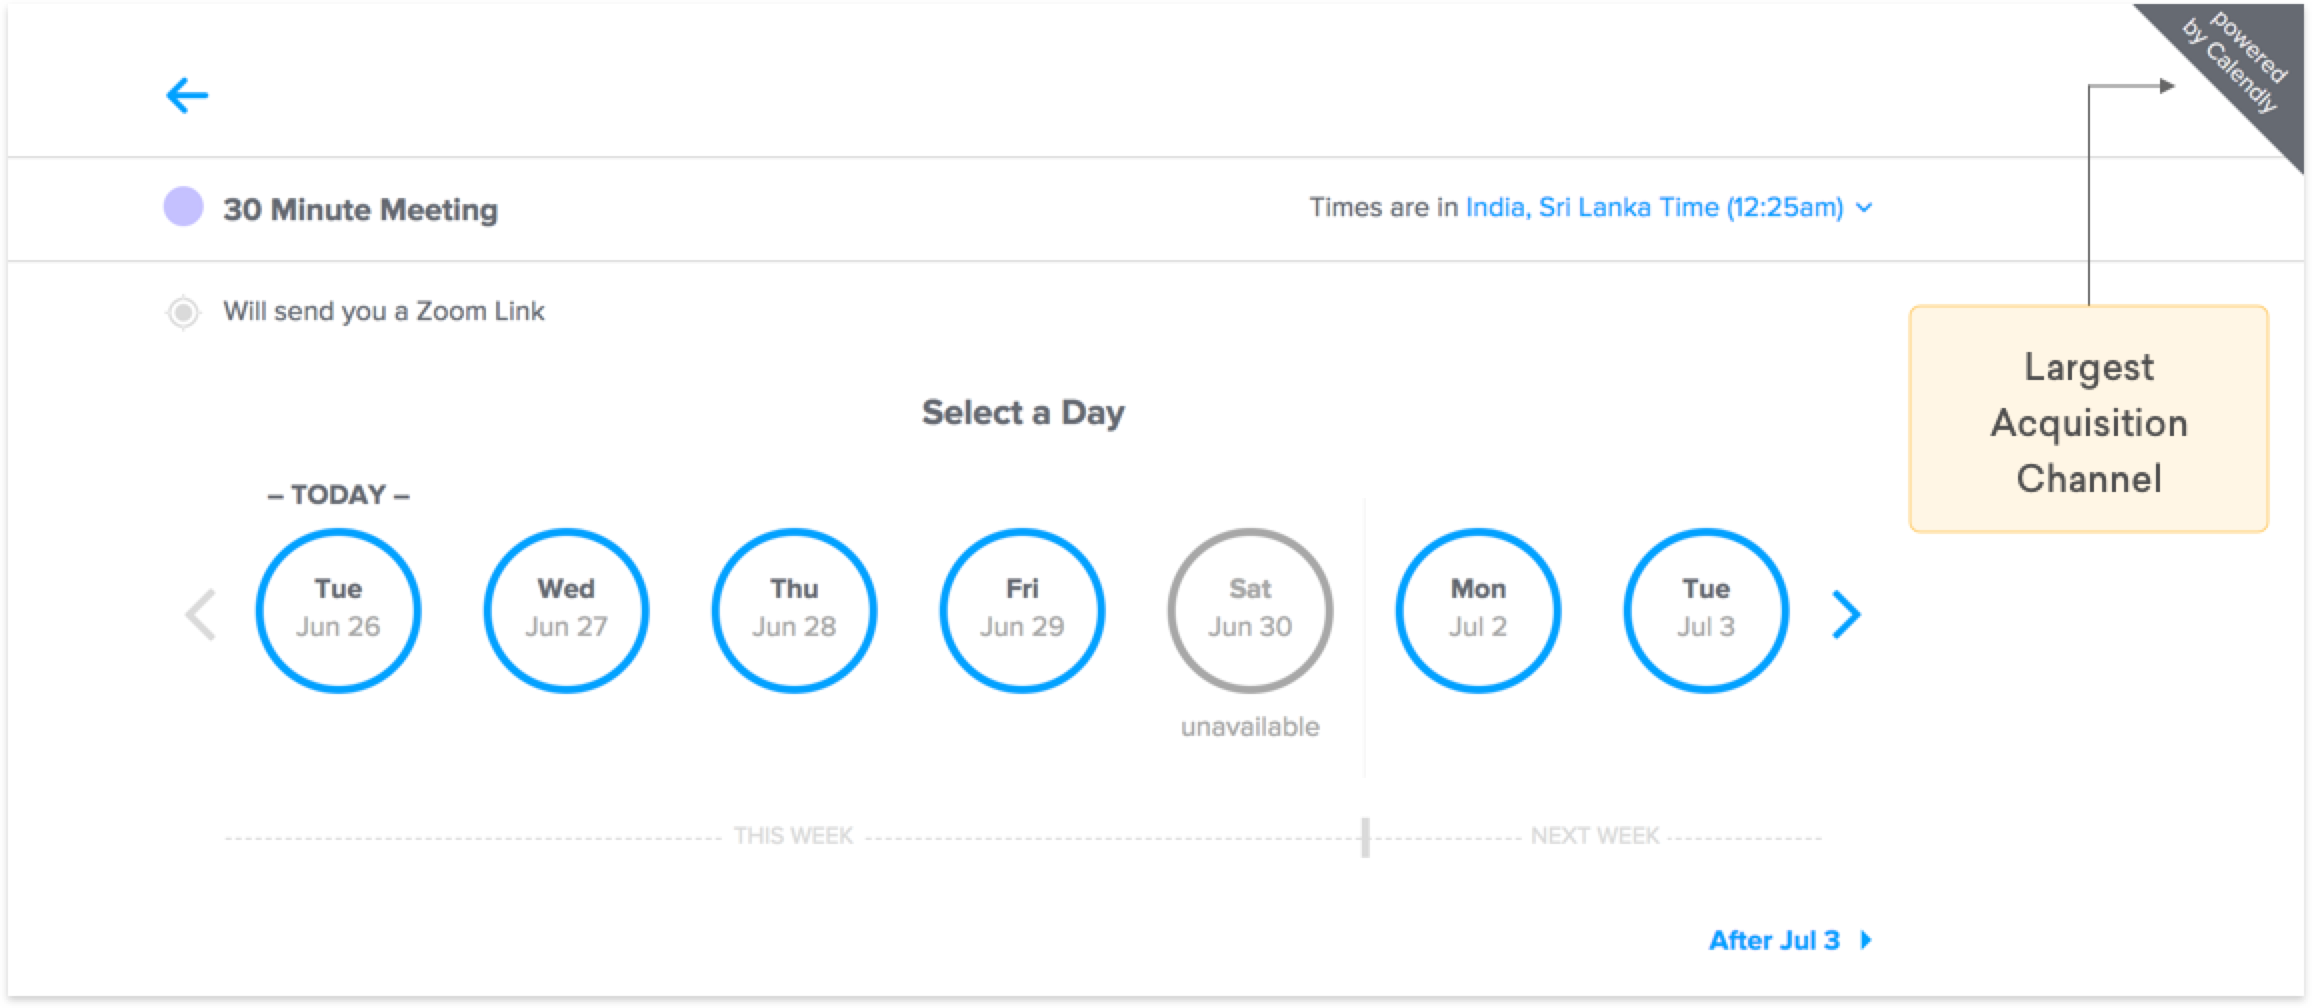 powered
by Calendly
30 Minute Meeting
Times are in India, Sri Lanka Time (12:25am)
Will send you a Zoom Link
Largest
Acquisition
Channel
Select a Day
– TODAY –
Tue
Jun 26
Wed
Jun 27
Thu
Jun 28
Fri
Jun 29
Sat
Jun 30
Mon
Jul 2
Tue
Jul 3
unavailable
THIS WEEK
NEXT WEEK
After Jul 3